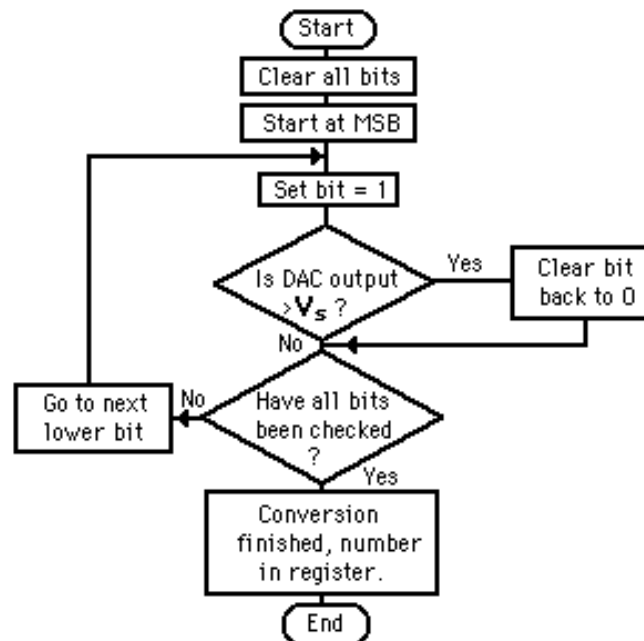 Start
Clear all bits
Start at MSB
Set bit = 1
Is DAC output
>Vs ?
Yes
Clear bit
back to 0
No
Have all bits
been checked
?
No
Go to next
lower bit
Yes
Conversion
finished, number
in register.
End